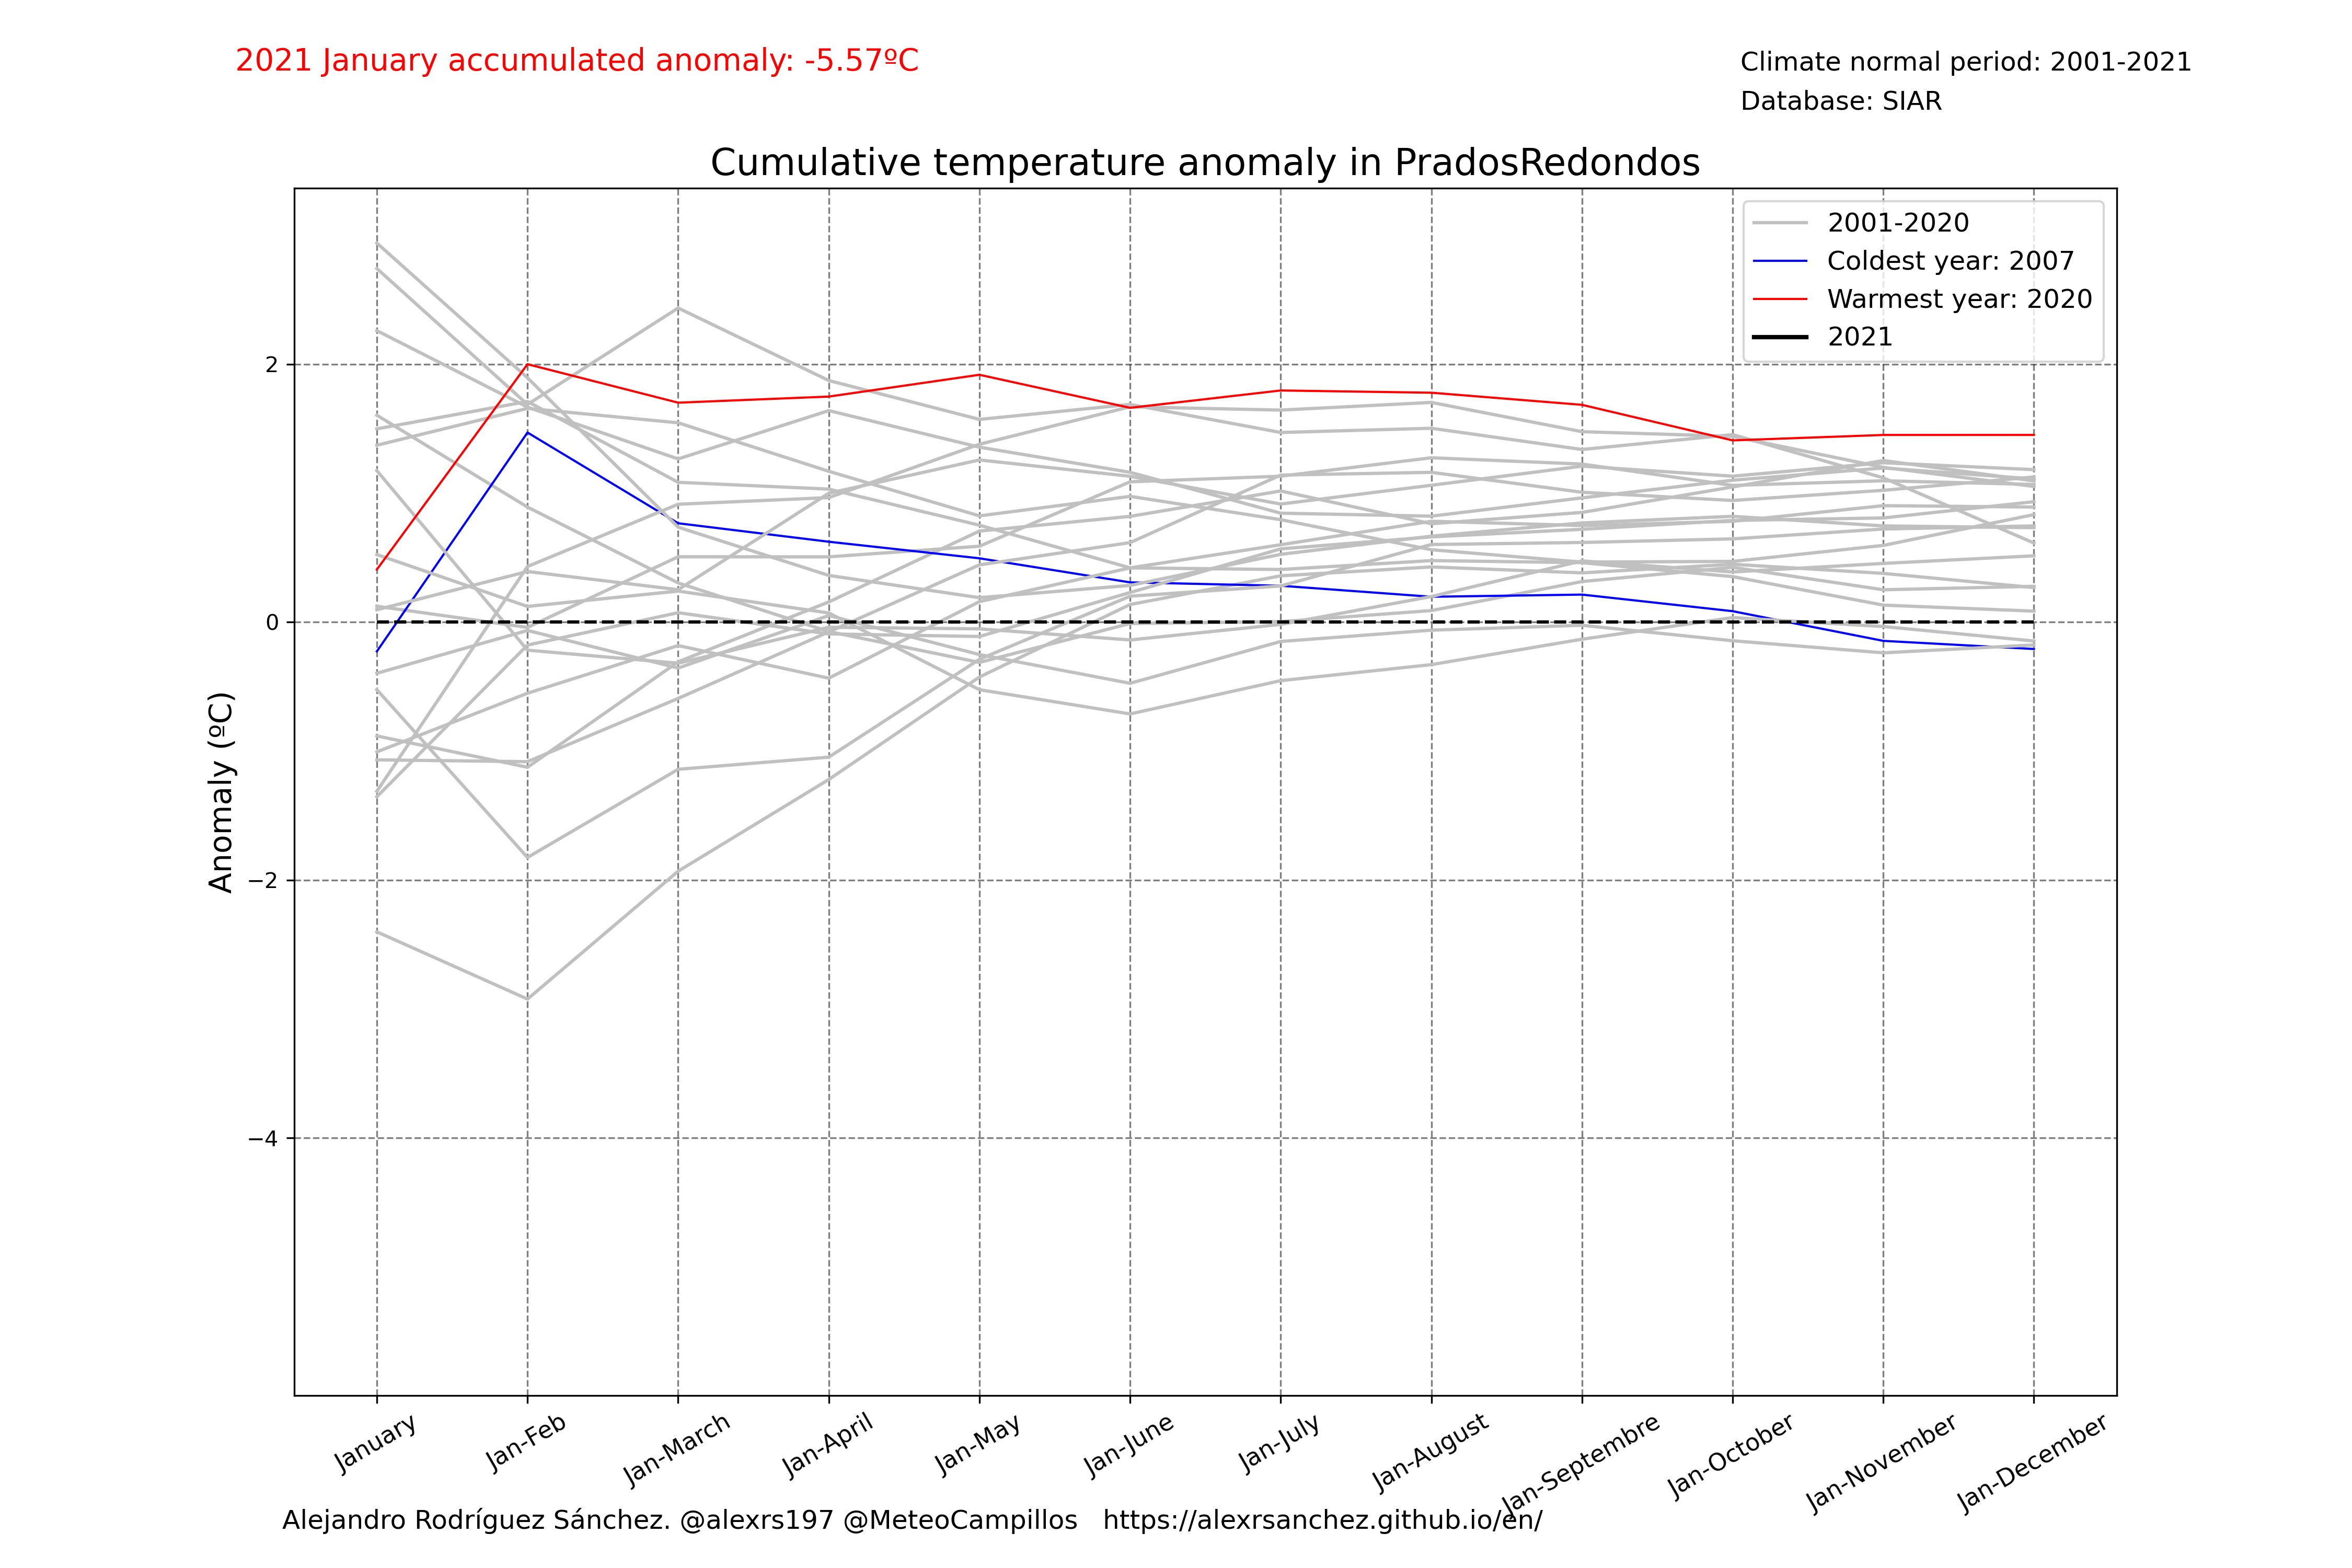 2021 January accumulated anomaly: -5.57ºC
Climate normal period: 2001-2021
Database: SIAR
Cumulative temperature anomaly in PradosRedondos
2001-2020
Coldest year: 2007
Warmest year: 2020
2021
Anomaly (ºC)
2
0
−2
−4
January
Jan-Feb
Jan-March
Jan-April
Jan-May
Jan-June
Jan-July
Jan-August
Jan-Septembre
Jan-October
Jan-November
Jan-December
Alejandro Rodríguez Sánchez. @alexrs197 @MeteoCampillos   https://alexrsanchez.github.io/en/